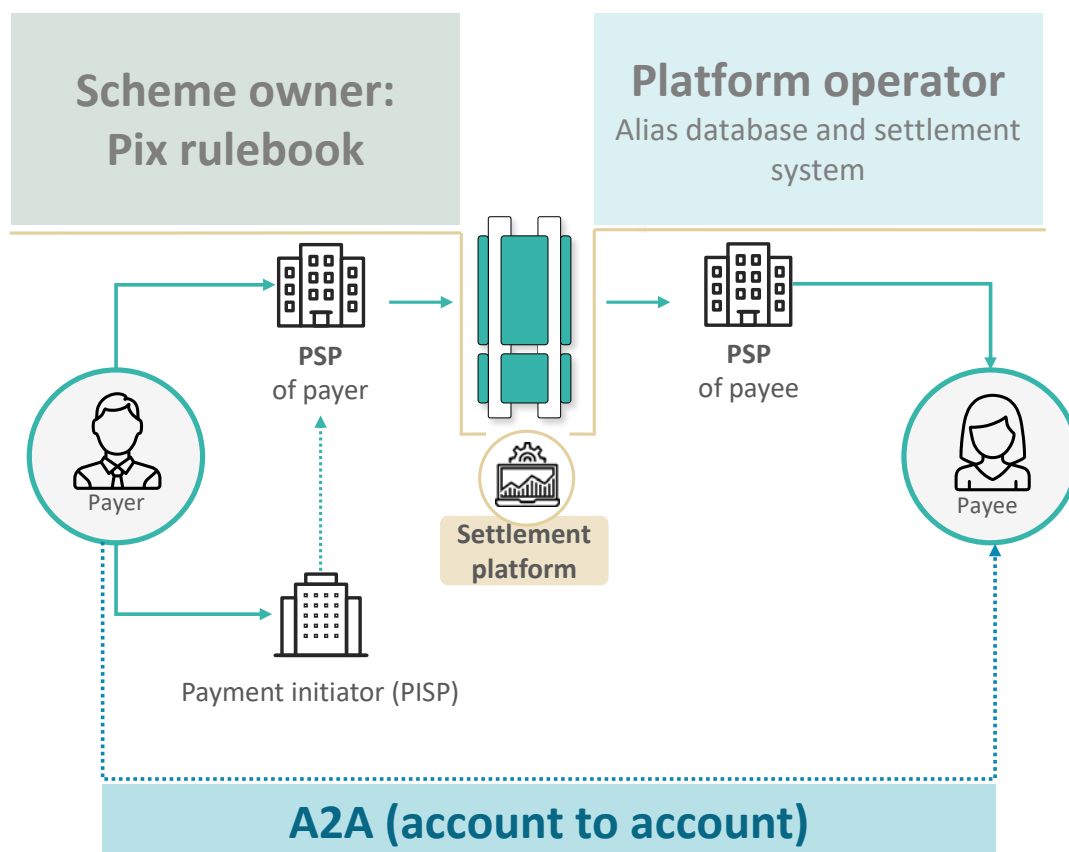 Scheme owner:
Pix rulebook
Platform operator
Alias database and settlement
system
PSP
of payer
PSP
of payee
Payer
Payee
Settlement
platform
Payment initiator (PISP)
A2A (account to account)